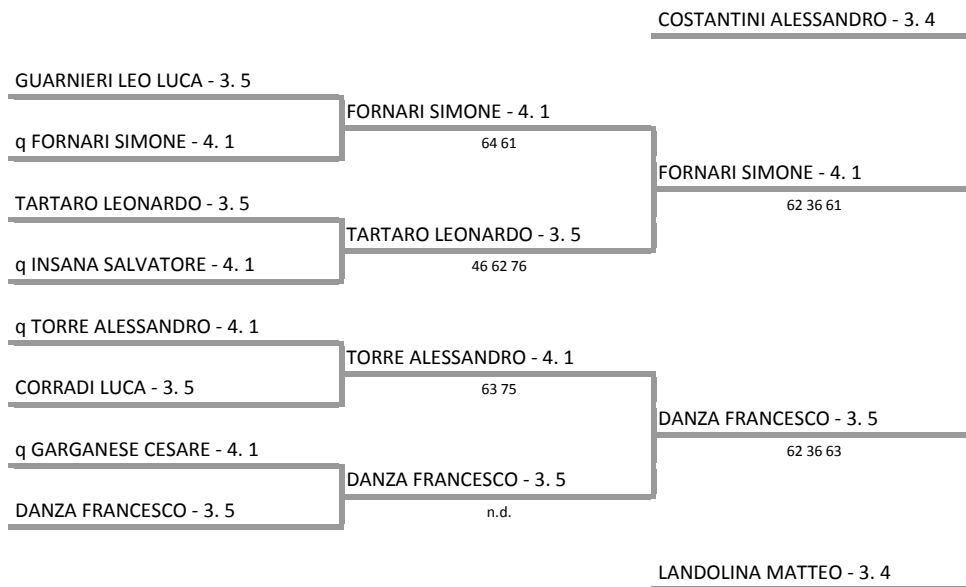 COSTANTINI ALESSANDRO - 3. 4
GUARNIERI LEO LUCA - 3. 5
FORNARI SIMONE - 4. 1
q FORNARI SIMONE - 4. 1
64 61
FORNARI SIMONE - 4. 1
TARTARO LEONARDO - 3. 5
62 36 61
TARTARO LEONARDO - 3. 5
q INSANA SALVATORE - 4. 1
46 62 76
q TORRE ALESSANDRO - 4. 1
TORRE ALESSANDRO - 4. 1
CORRADI LUCA - 3. 5
63 75
DANZA FRANCESCO - 3. 5
q GARGANESE CESARE - 4. 1
62 36 63
DANZA FRANCESCO - 3. 5
DANZA FRANCESCO - 3. 5
n.d.
LANDOLINA MATTEO - 3. 4